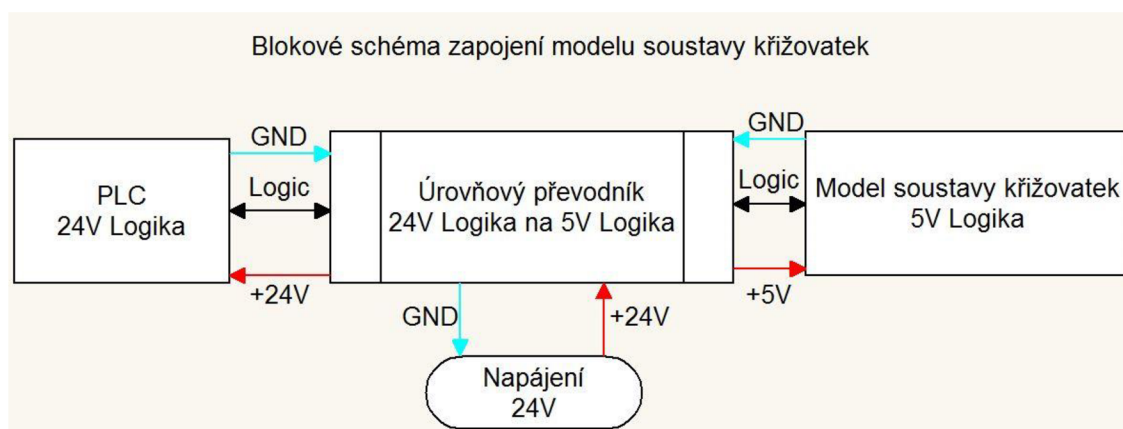 Blokové schéma zapojení modelu soustavy křižovatek
GND
GND
PLC
24V Logika
Logic
Úrovňový převodník
24V Logika na 5V Logika
Logic
Model soustavy křižovatek
5V Logika
+24V
+5V
GND
+24V
Napájení
24V